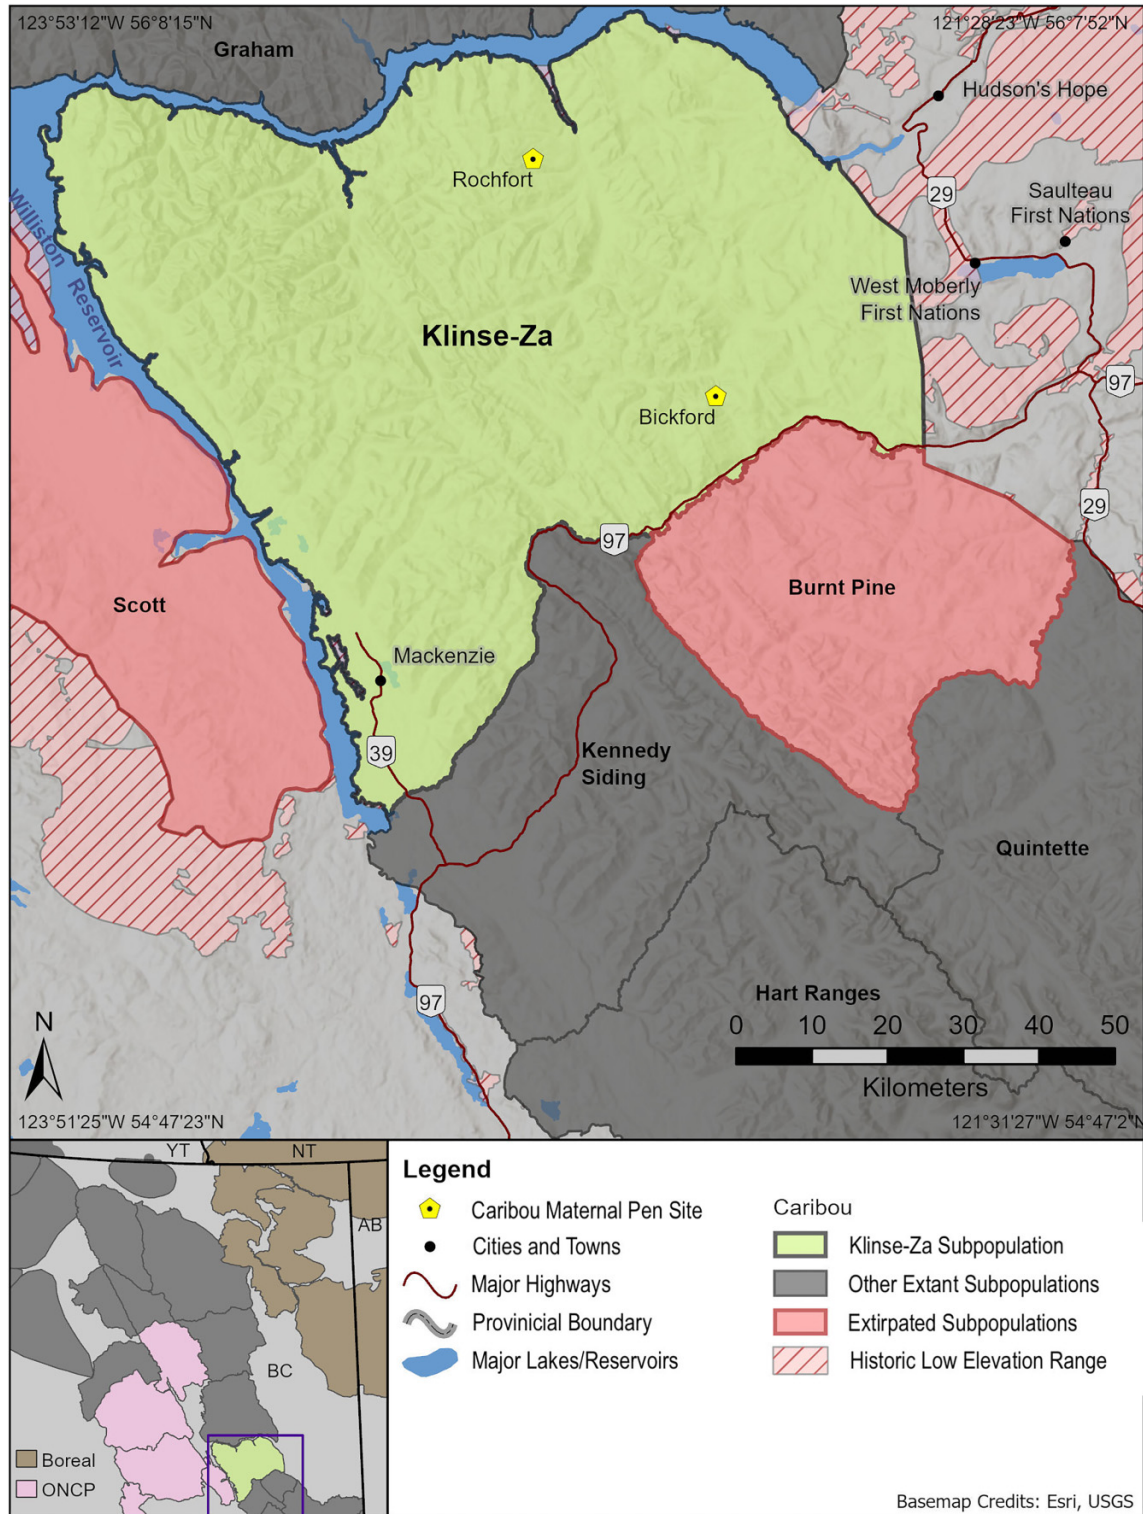 123°53'12"W 56°8'15"N
121°28'23"W 56°7'52"N
Graham
Hudson's Hope
Rochfort
29
Saulteau
First Nations
Williston Reservoir
West Moberly
First Nations
Klinse-Za
97
Bickford
29
97
Burnt Pine
Scott
Mackenzie
39
Kennedy
Siding
Quintette
Hart Ranges
97
N
0 10 20 30 40 50
Kilometers
123°51'25"W 54°47'23"N
121°31'27"W 54°47'2"N
YT
NT
AB
BC
Boreal
ONCP
Legend
Caribou Maternal Pen Site
Cities and Towns
Major Highways
Provinicial Boundary
Major Lakes/Reservoirs
Caribou
Klinse-Za Subpopulation
Other Extant Subpopulations
Extirpated Subpopulations
Historic Low Elevation Range
Basemap Credits: Esri, USGS